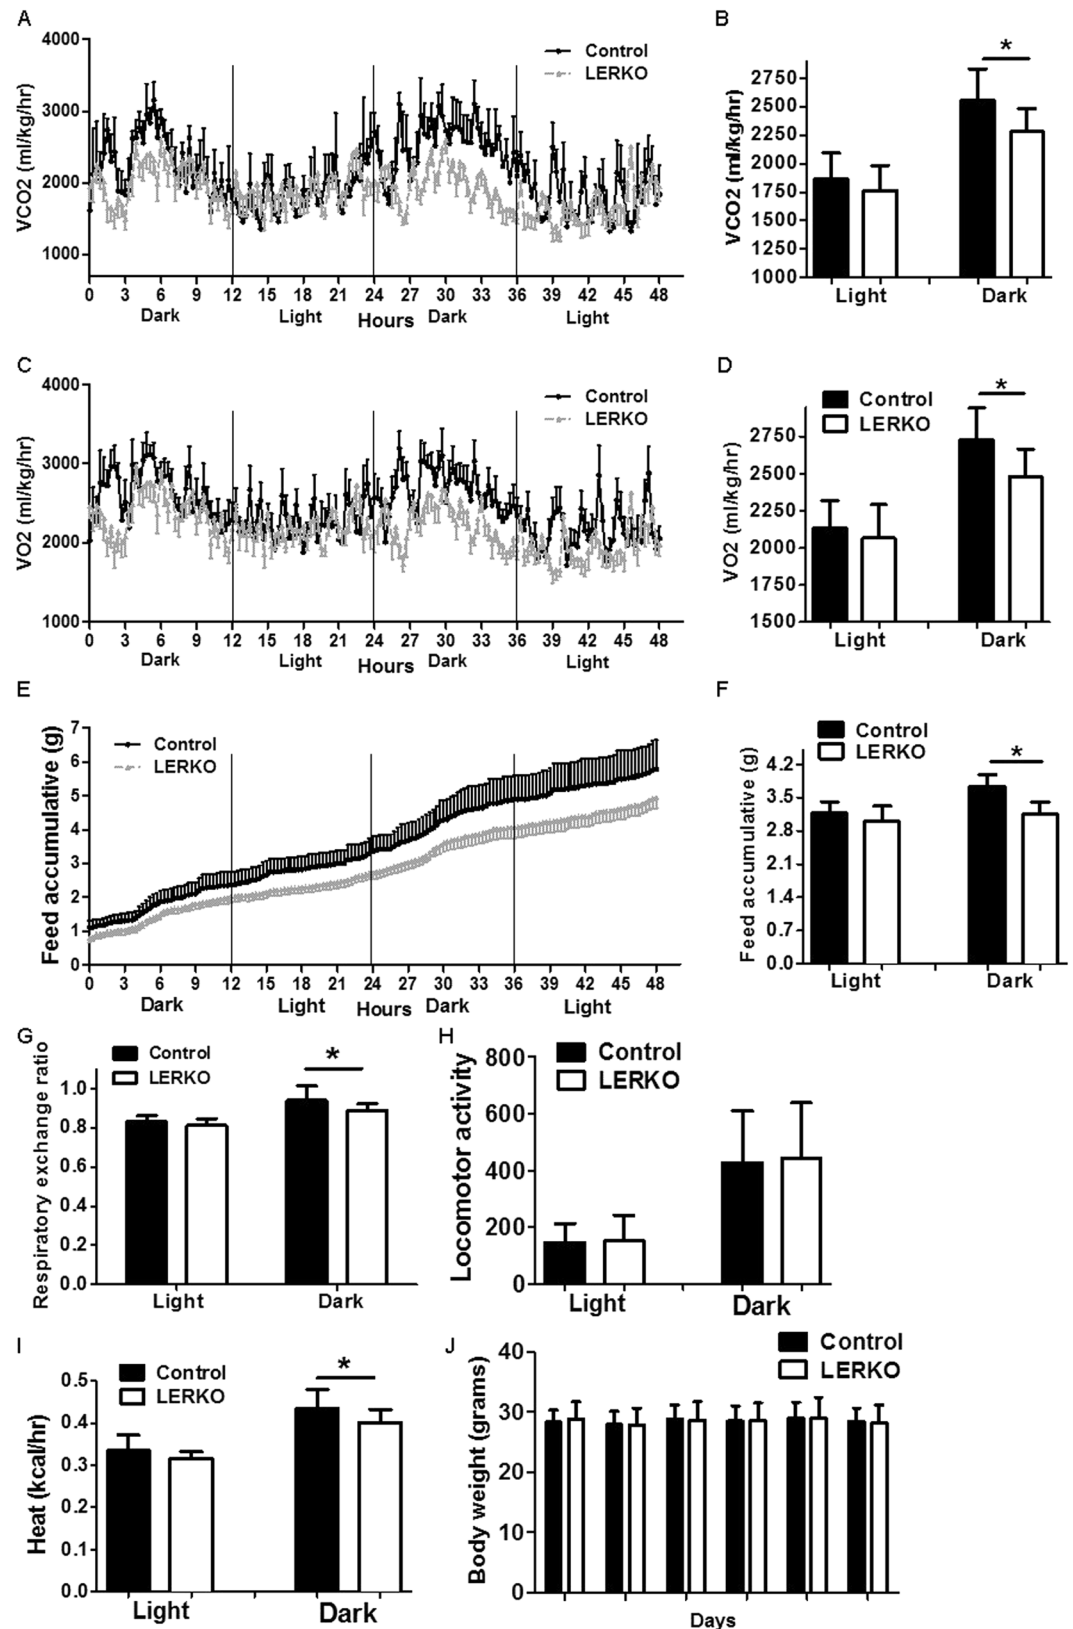 A
4000
3000
2000
1000
VCO2 (ml/kg/hr)
Control
LERKO
0 3 6 9 12 15 18 21 24 27 30 33 36 39 42 45 48
Dark Light Hours Dark Light
B
*
2750
2500
2250
2000
1750
1500
1250
1000
VCO2 (ml/kg/hr)
Light Dark
C
4000
3000
2000
1000
VO2 (ml/kg/hr)
Control
LERKO
0 3 6 9 12 15 18 21 24 27 30 33 36 39 42 45 48
Dark Light Hours Dark Light
D
Control
LERKO
*
2750
2500
2250
2000
1750
1500
VO2 (ml/kg/hr)
Light Dark
E
7
6
5
4
3
2
1
0
Feed accumulative (g)
Control
LERKO
0 3 6 9 12 15 18 21 24 27 30 33 36 39 42 45 48
Dark Light Hours Dark Light
F
Control
LERKO
*
4.2
3.5
2.8
2.1
1.4
0.7
0.0
Feed accumulative (g)
Light Dark
G
Control
LERKO
*
1.0
0.8
0.6
0.4
0.2
0.0
Respiratory exchange ratio
Light Dark
H
Control
LERKO
800
600
400
200
0
Locomotor activity
Light Dark
I
Control
LERKO
*
0.5
0.4
0.3
0.2
0.1
0.0
Heat (kcal/hr)
Light Dark
J
Control
LERKO
40
30
20
10
0
Body weight (grams)
Days